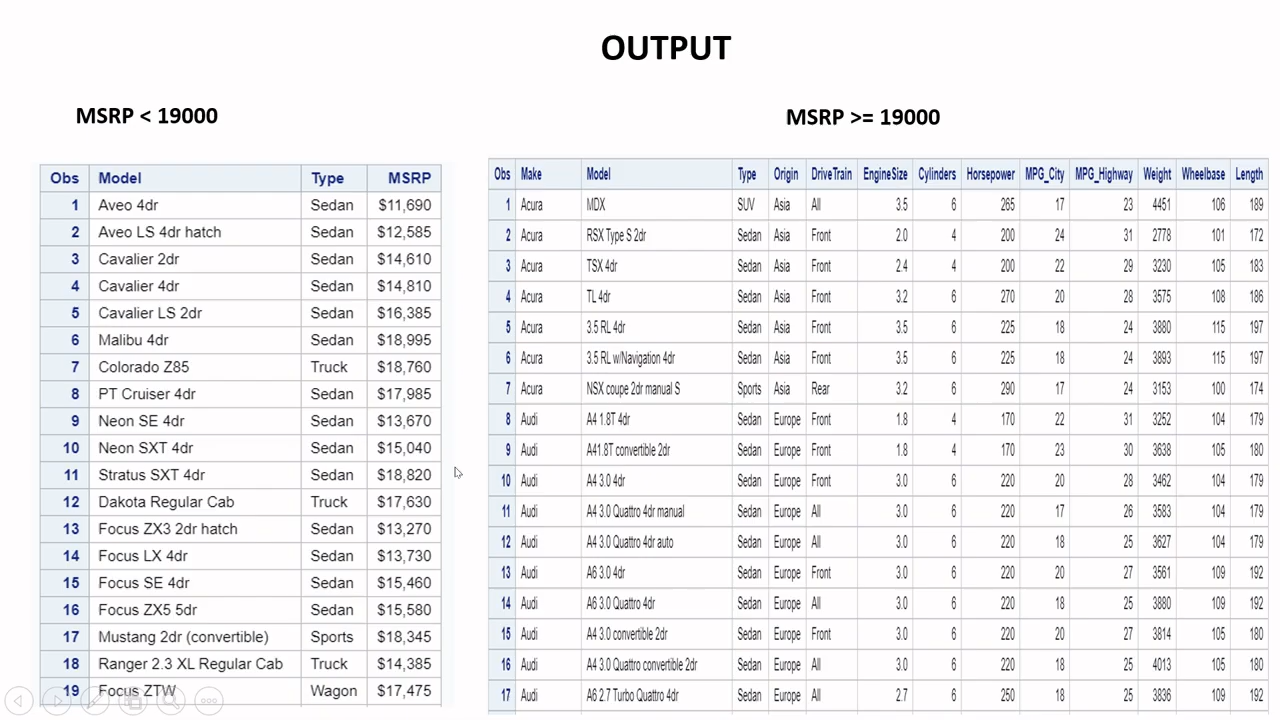 OUTPUT
MSRP < 19000
Obs Model Type MSRP
1 Aveo 4dr Sedan $11,690
2 Aveo LS 4dr hatch Sedan $12,585
3 Cavalier 2dr Sedan $14,610
4 Cavalier 4dr Sedan $14,810
5 Cavalier LS 2dr Sedan $16,385
6 Malibu 4dr Sedan $18,995
7 Colorado Z85 Truck $18,760
8 PT Cruiser 4dr Sedan $17,985
9 Neon SE 4dr Sedan $13,670
10 Neon SXT 4dr Sedan $15,040
11 Stratus SXT 4dr Sedan $18,820
12 Dakota Regular Cab Truck $17,630
13 Focus ZX3 2dr hatch Sedan $13,270
14 Focus LX 4dr Sedan $13,730
15 Focus SE 4dr Sedan $15,460
16 Focus ZX5 5dr Sedan $15,580
17 Mustang 2dr (convertible) Sports $18,345
18 Ranger 2.3 XL Regular Cab Truck $14,385
19 Focus ZTW Wagon $17,475
MSRP >= 19000
Obs Make Model Type Origin DriveTrain EngineSize Cylinders Horsepower MPG_City MPG_Highway Weight Wheelbase Length
1 Acura MDX SUV Asia All 3.5 6 265 17 23 4451 106 189
2 Acura RSX Type S 2dr Sedan Asia Front 2.0 4 200 24 31 2778 101 172
3 Acura TSX 4dr Sedan Asia Front 2.4 4 200 22 29 3230 105 183
4 Acura TL 4dr Sedan Asia Front 3.2 6 270 20 28 3575 108 186
5 Acura 3.5 RL 4dr Sedan Asia Front 3.5 6 225 18 24 3880 115 197
6 Acura 3.5 RL w/Navigation 4dr Sedan Asia Front 3.5 6 225 18 24 3893 115 197
7 Acura NSX coupe 2dr manual S Sports Asia Rear 3.2 6 290 17 24 3153 100 174
8 Audi A4 1.8T 4dr Sedan Europe Front 1.8 4 170 22 31 3252 104 179
9 Audi A41.8T convertible 2dr Sedan Europe Front 1.8 4 170 23 30 3638 105 180
10 Audi A4 3.0 4dr Sedan Europe Front 3.0 6 220 20 28 3462 104 179
11 Audi A4 3.0 Quattro 4dr manual Sedan Europe All 3.0 6 220 17 26 3583 104 179
12 Audi A4 3.0 Quattro 4dr auto Sedan Europe All 3.0 6 220 18 25 3627 104 179
13 Audi A6 3.0 4dr Sedan Europe Front 3.0 6 220 20 27 3561 109 192
14 Audi A6 3.0 Quattro 4dr Sedan Europe All 3.0 6 220 18 25 3880 109 192
15 Audi A4 3.0 convertible 2dr Sedan Europe Front 3.0 6 220 20 27 3814 105 180
16 Audi A4 3.0 Quattro convertible 2dr Sedan Europe All 3.0 6 220 18 25 4013 105 180
17 Audi A6 2.7 Turbo Quattro 4dr Sedan Europe All 2.7 6 250 18 25 3836 109 192